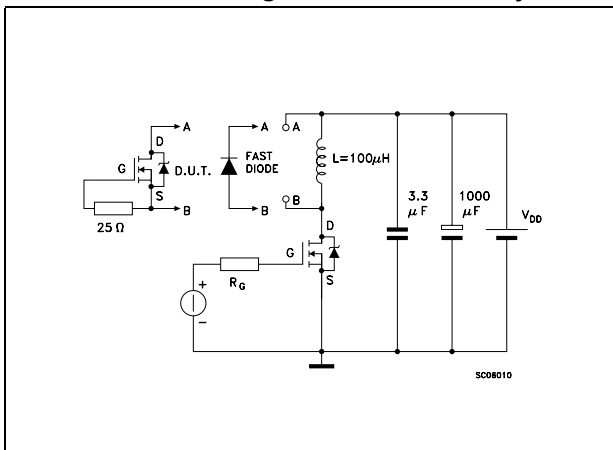 A
A
A
D
G
D.U.T.
FAST
DIODE
L=100μH
S
B
B
B
25 Ω
3.3
μF
1000
μF
V_DD
D
G
S
R_G
+
−
SC06010